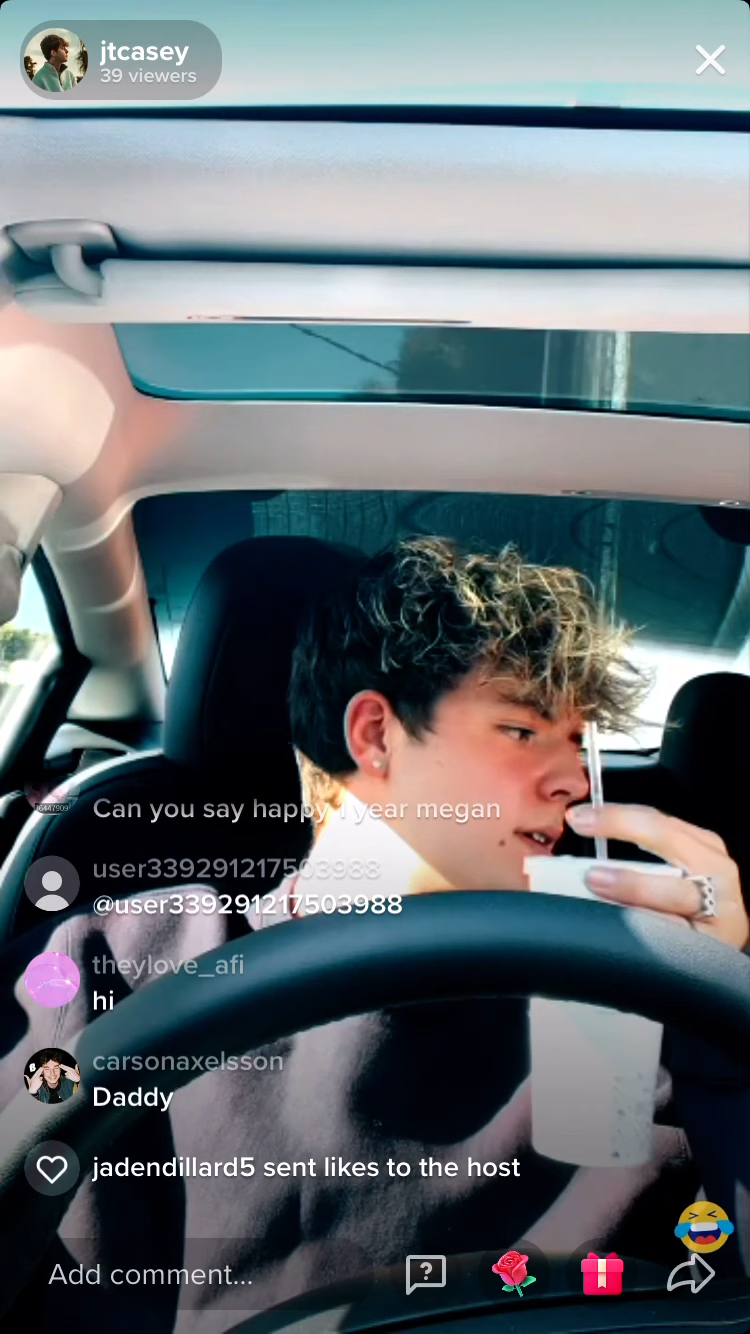 jtcasey
39 viewers
Can you say happy 1 year megan
user339291217503988
@user339291217503988
theylove_afi
hi
carsonaxelsson
Daddy
jadendillard5 sent likes to the host
Add comment...